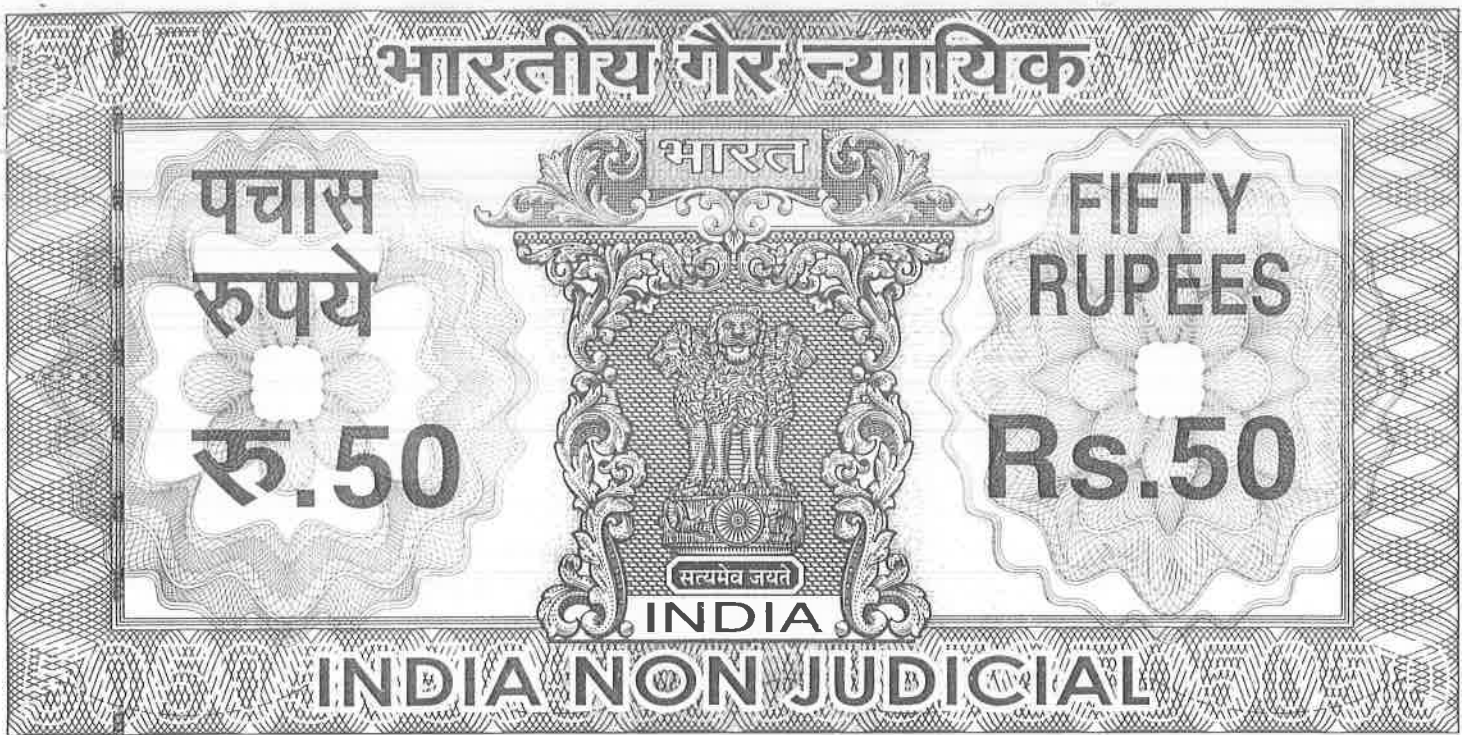 भारतीय गैर न्यायिक
भारत
पचास
रुपये
रु.50
FIFTY
RUPEES
Rs.50
सत्यमेव जयते
INDIA
INDIA NON JUDICIAL